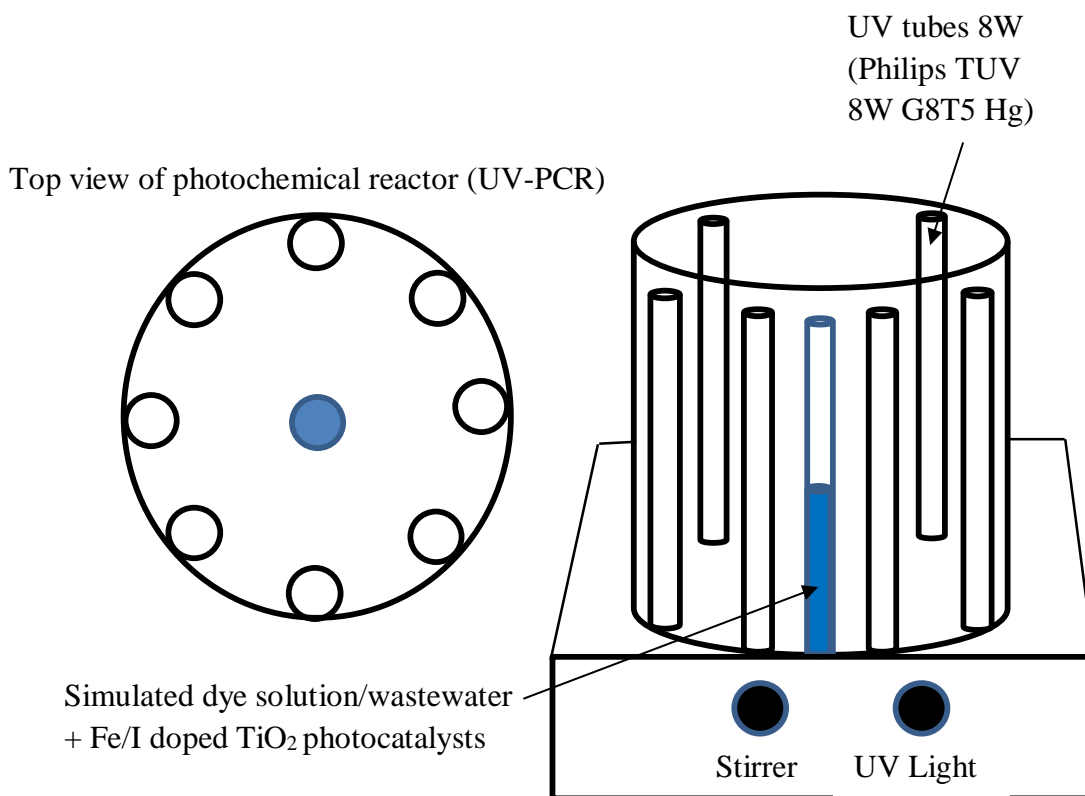 UV tubes 8W
(Philips TUV
8W G8T5 Hg)
Top view of photochemical reactor (UV-PCR)
Simulated dye solution/wastewater
+ Fe/I doped TiO₂ photocatalysts
Stirrer
UV Light